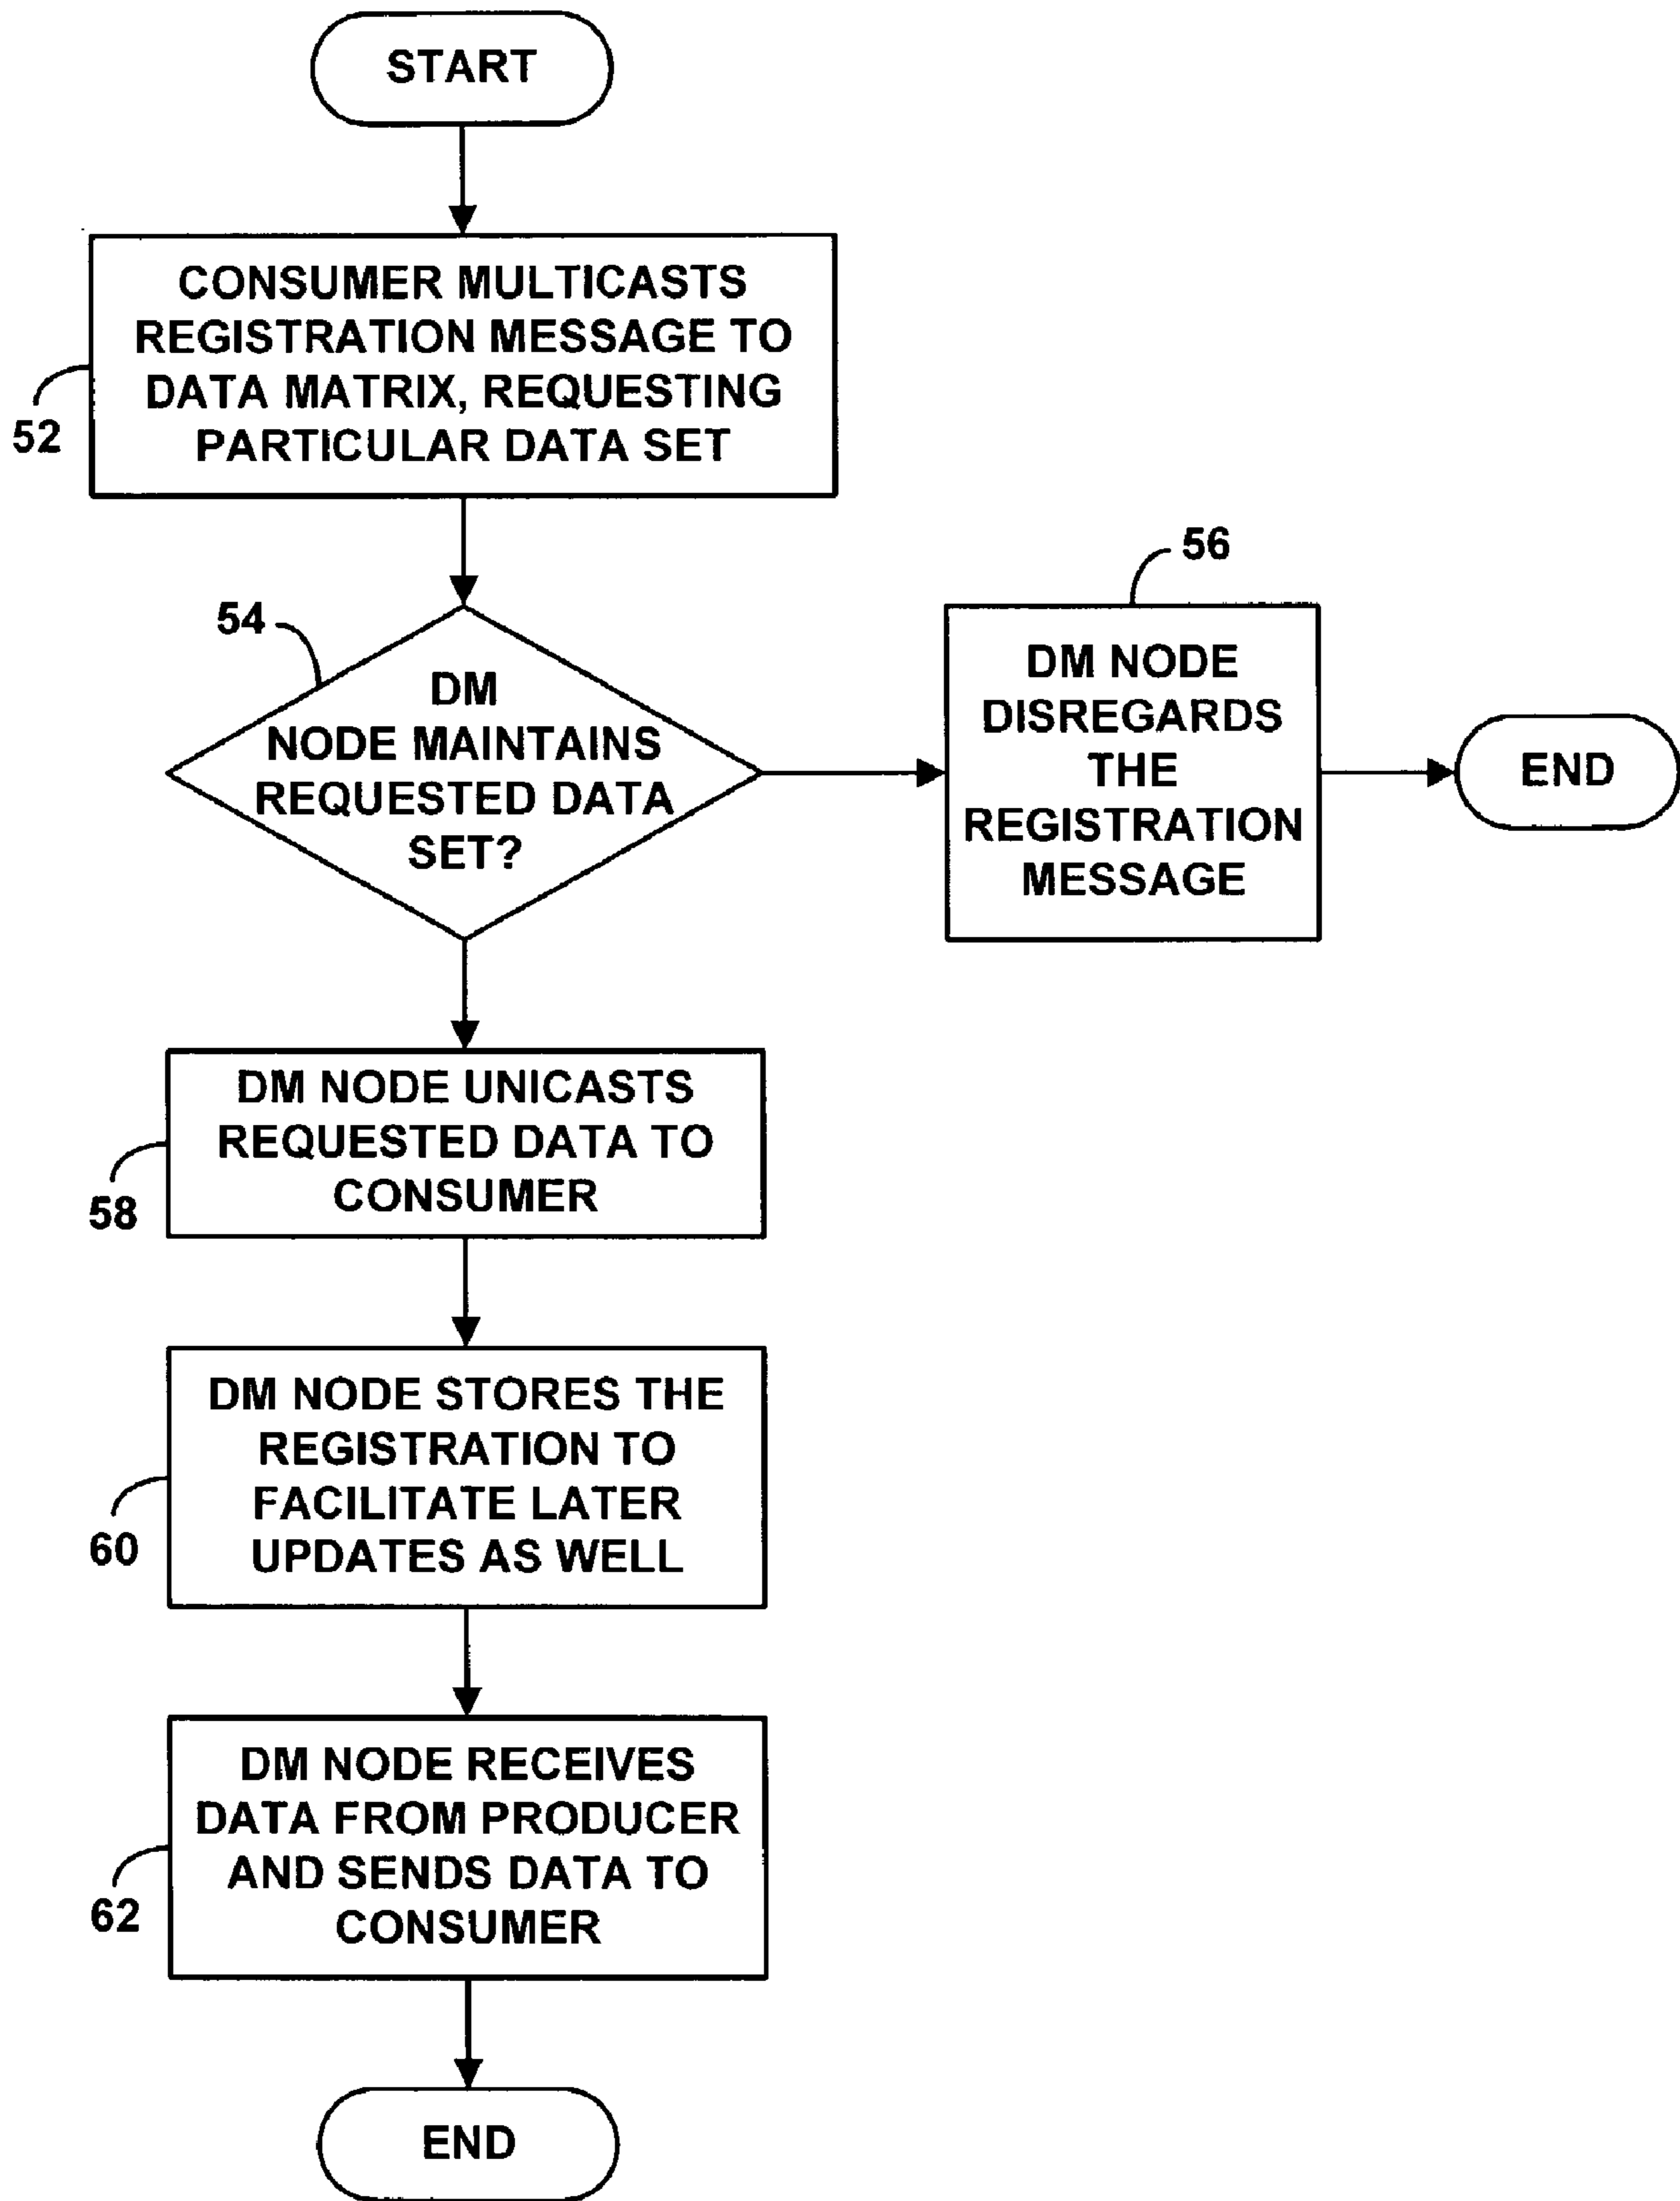 START
CONSUMER MULTICASTS
REGISTRATION MESSAGE TO
DATA MATRIX, REQUESTING
PARTICULAR DATA SET
52
54
DM
NODE MAINTAINS
REQUESTED DATA
SET?
56
DM NODE
DISREGARDS
THE
REGISTRATION
MESSAGE
END
DM NODE UNICASTS
REQUESTED DATA TO
CONSUMER
58
DM NODE STORES THE
REGISTRATION TO
FACILITATE LATER
UPDATES AS WELL
60
DM NODE RECEIVES
DATA FROM PRODUCER
AND SENDS DATA TO
CONSUMER
62
END